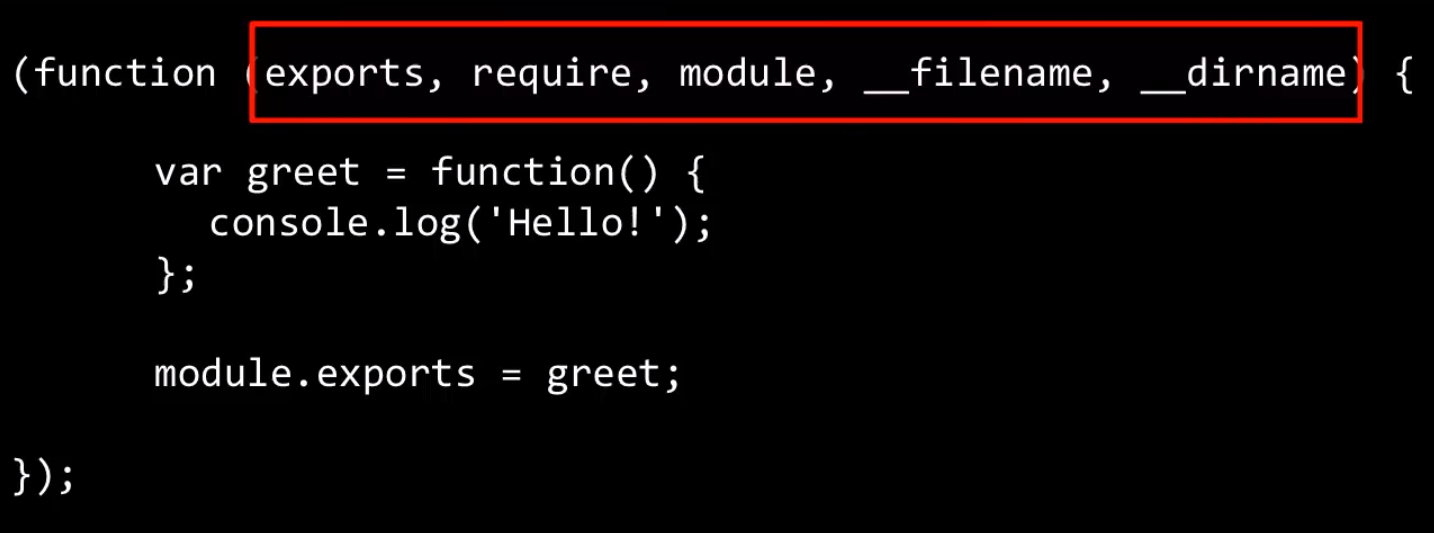 (function (exports, require, module, __filename, __dirname) {
var greet = function() {
console.log('Hello!');
};
module.exports = greet;
});